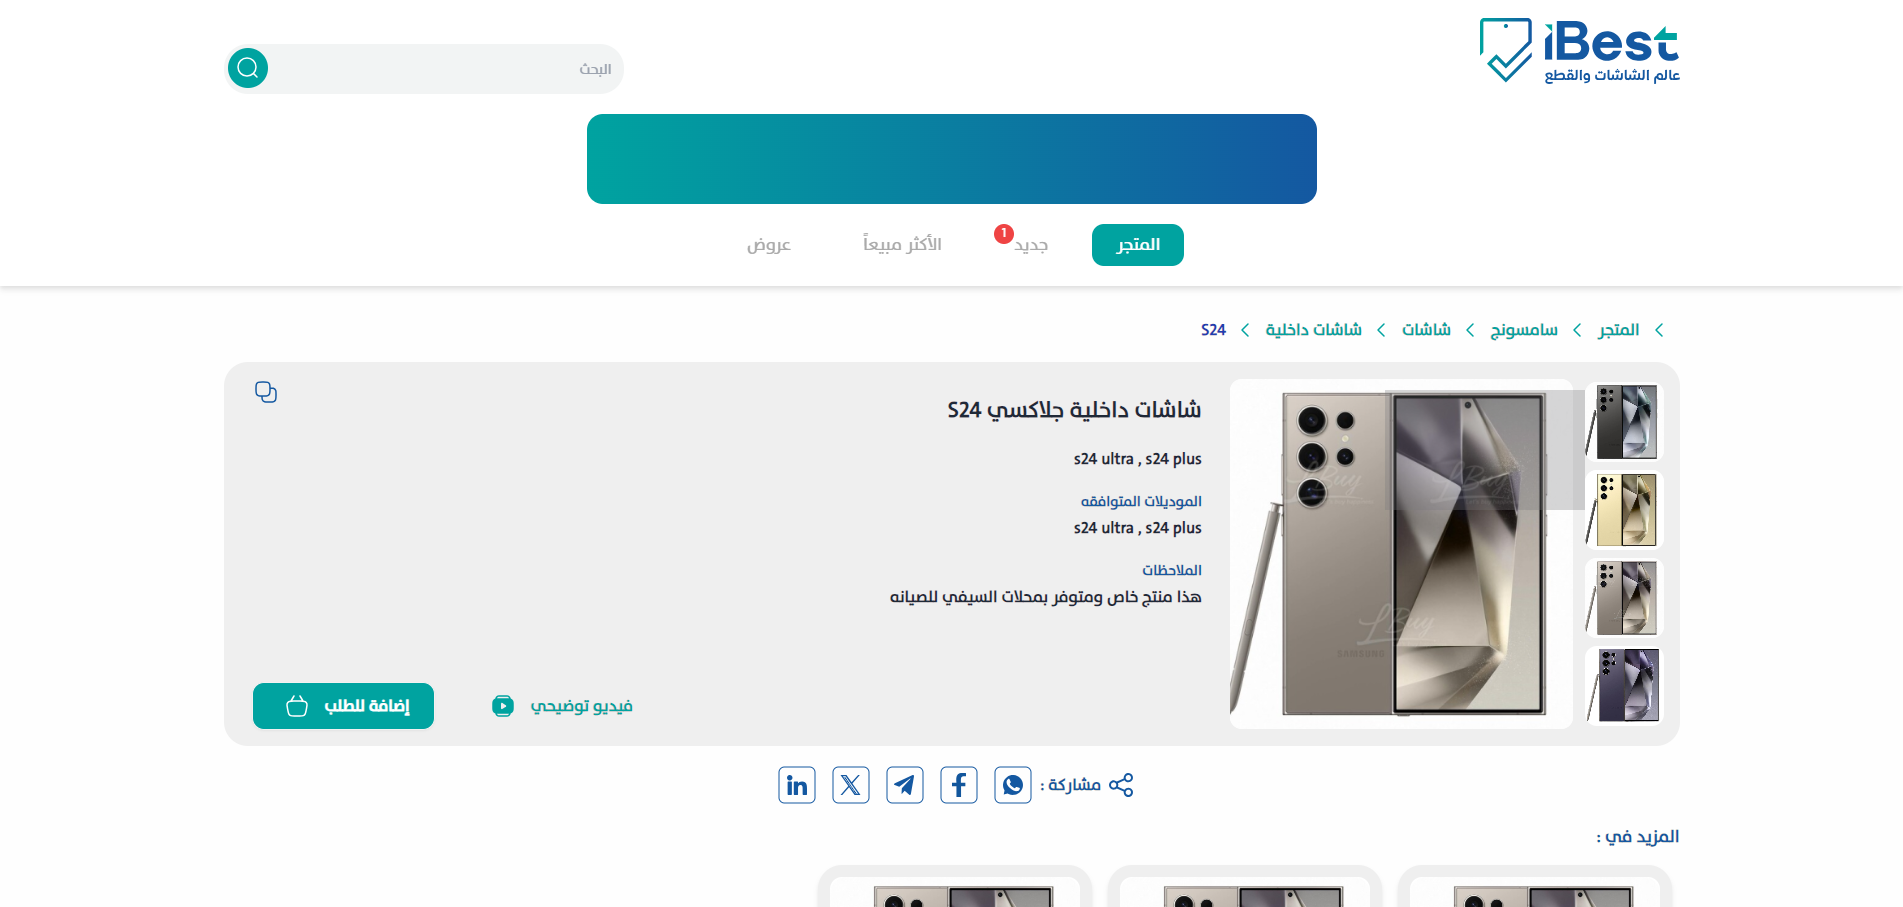 iBest
عالم الشاشات والقطع
البحث
المتجر
جديد
1
الأكثر مبيعاً
عروض
المتجر
سامسونج
شاشات
شاشات داخلية
S24
شاشات داخلية جلاكسي S24
s24 ultra , s24 plus
الموديلات المتوافقه
s24 ultra , s24 plus
الملاحظات
هذا منتج خاص ومتوفر بمحلات السيفي للصيانه
فيديو توضيحي
إضافة للطلب
SAMSUNG
مشاركة :
المزيد في :